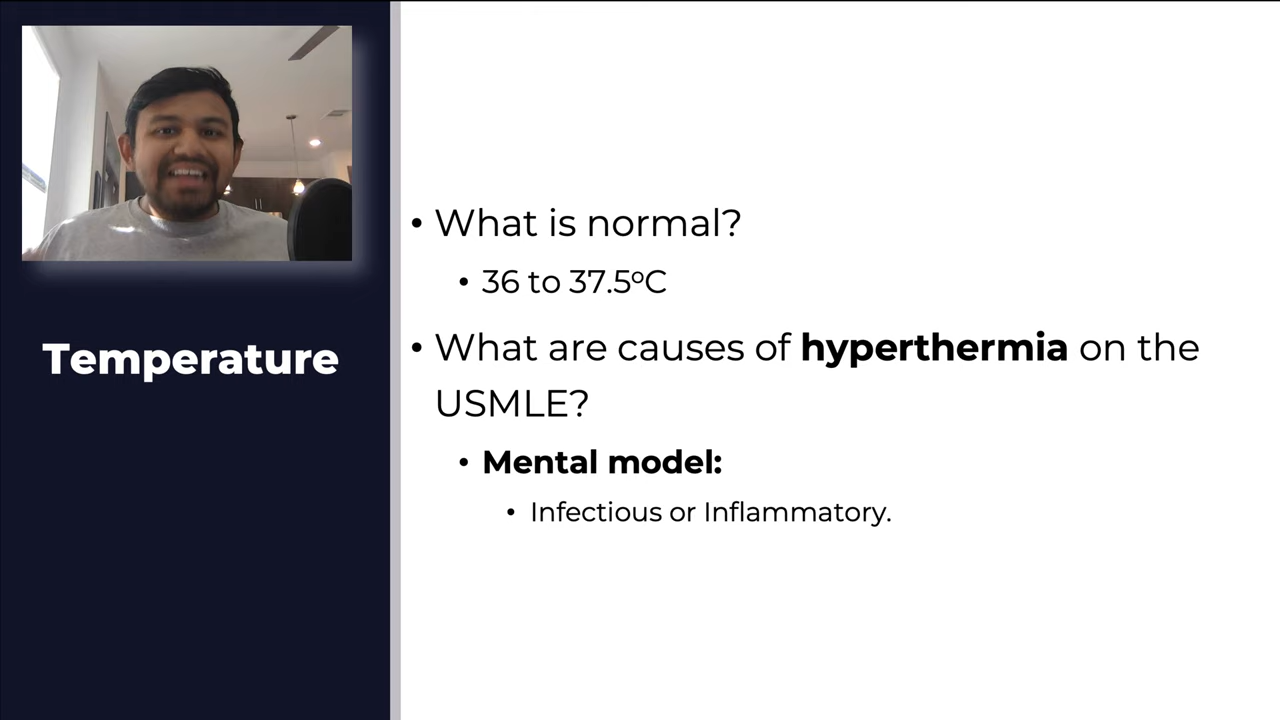 Temperature
• What is normal?
• 36 to 37.5ºC
• What are causes of hyperthermia on the
USMLE?
• Mental model:
• Infectious or Inflammatory.